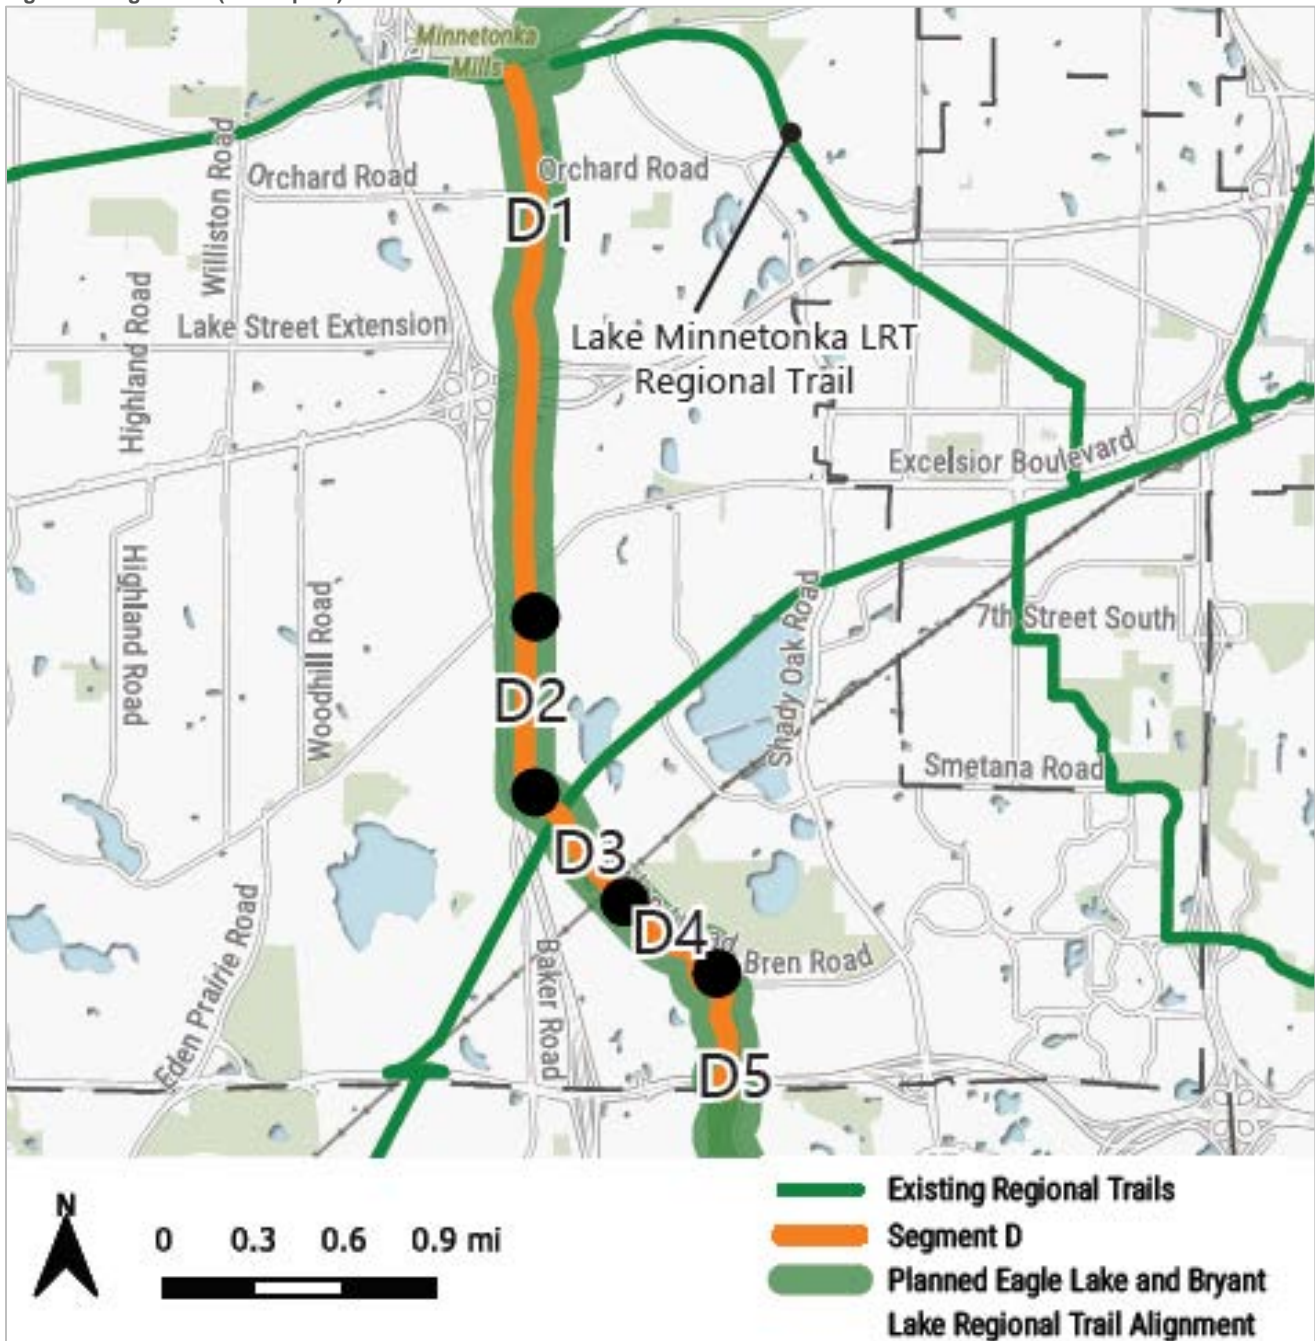 Minnetonka
Mills
Williston Road
Orchard Road
Orchard Road
D1
Highland Road
Lake Street Extension
Lake Minnetonka LRT
Regional Trail
Excelsior Boulevard
Highland Road
Woodhill Road
Shady Oak Road
7th Street South
D2
Smetana Road
D3
D4
Bren Road
Eden Prairie Road
Baker Road
D5
N
0 0.3 0.6 0.9 mi
Existing Regional Trails
Segment D
Planned Eagle Lake and Bryant
Lake Regional Trail Alignment